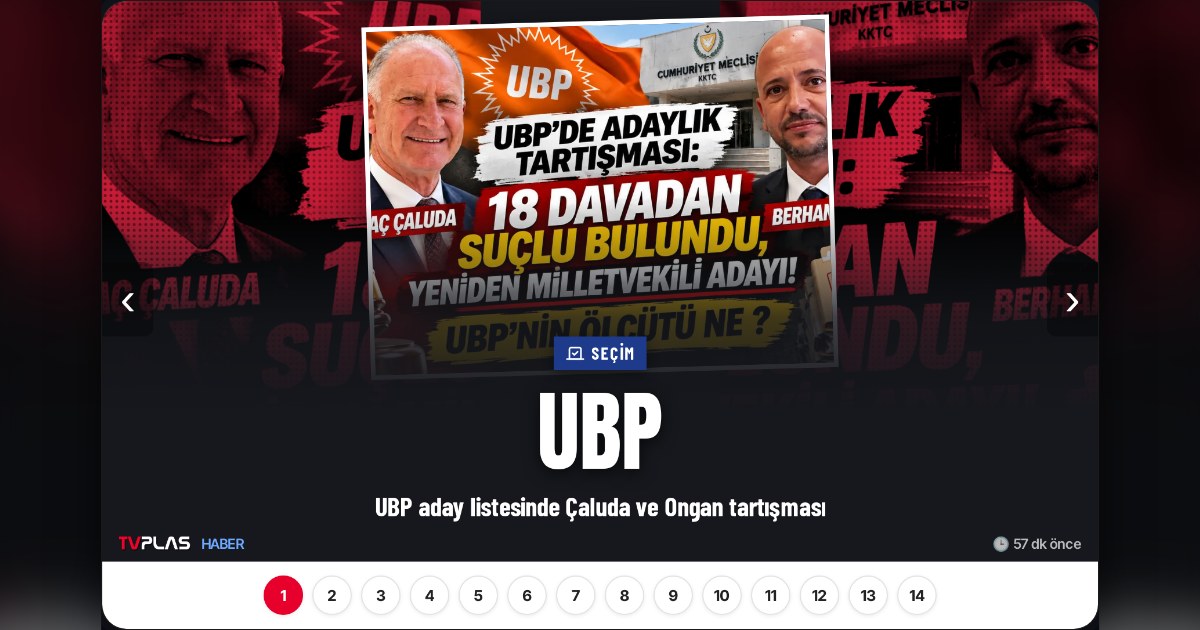 UBP
CUMHURİYET MECLİSİ
KKTC
UBP'DE ADAYLIK
TARTIŞMASI:
AÇ ÇALUDA
18 DAVADAN
BERHAN
SUÇLU BULUNDU,
YENİDEN MİLLETVEKİLİ ADAYI!
UBP'NİN ÖLÇÜTÜ NE ?
SEÇİM
UBP
UBP aday listesinde Çaluda ve Ongan tartışması
TVPLAS HABER
57 dk önce
1 2 3 4 5 6 7 8 9 10 11 12 13 14